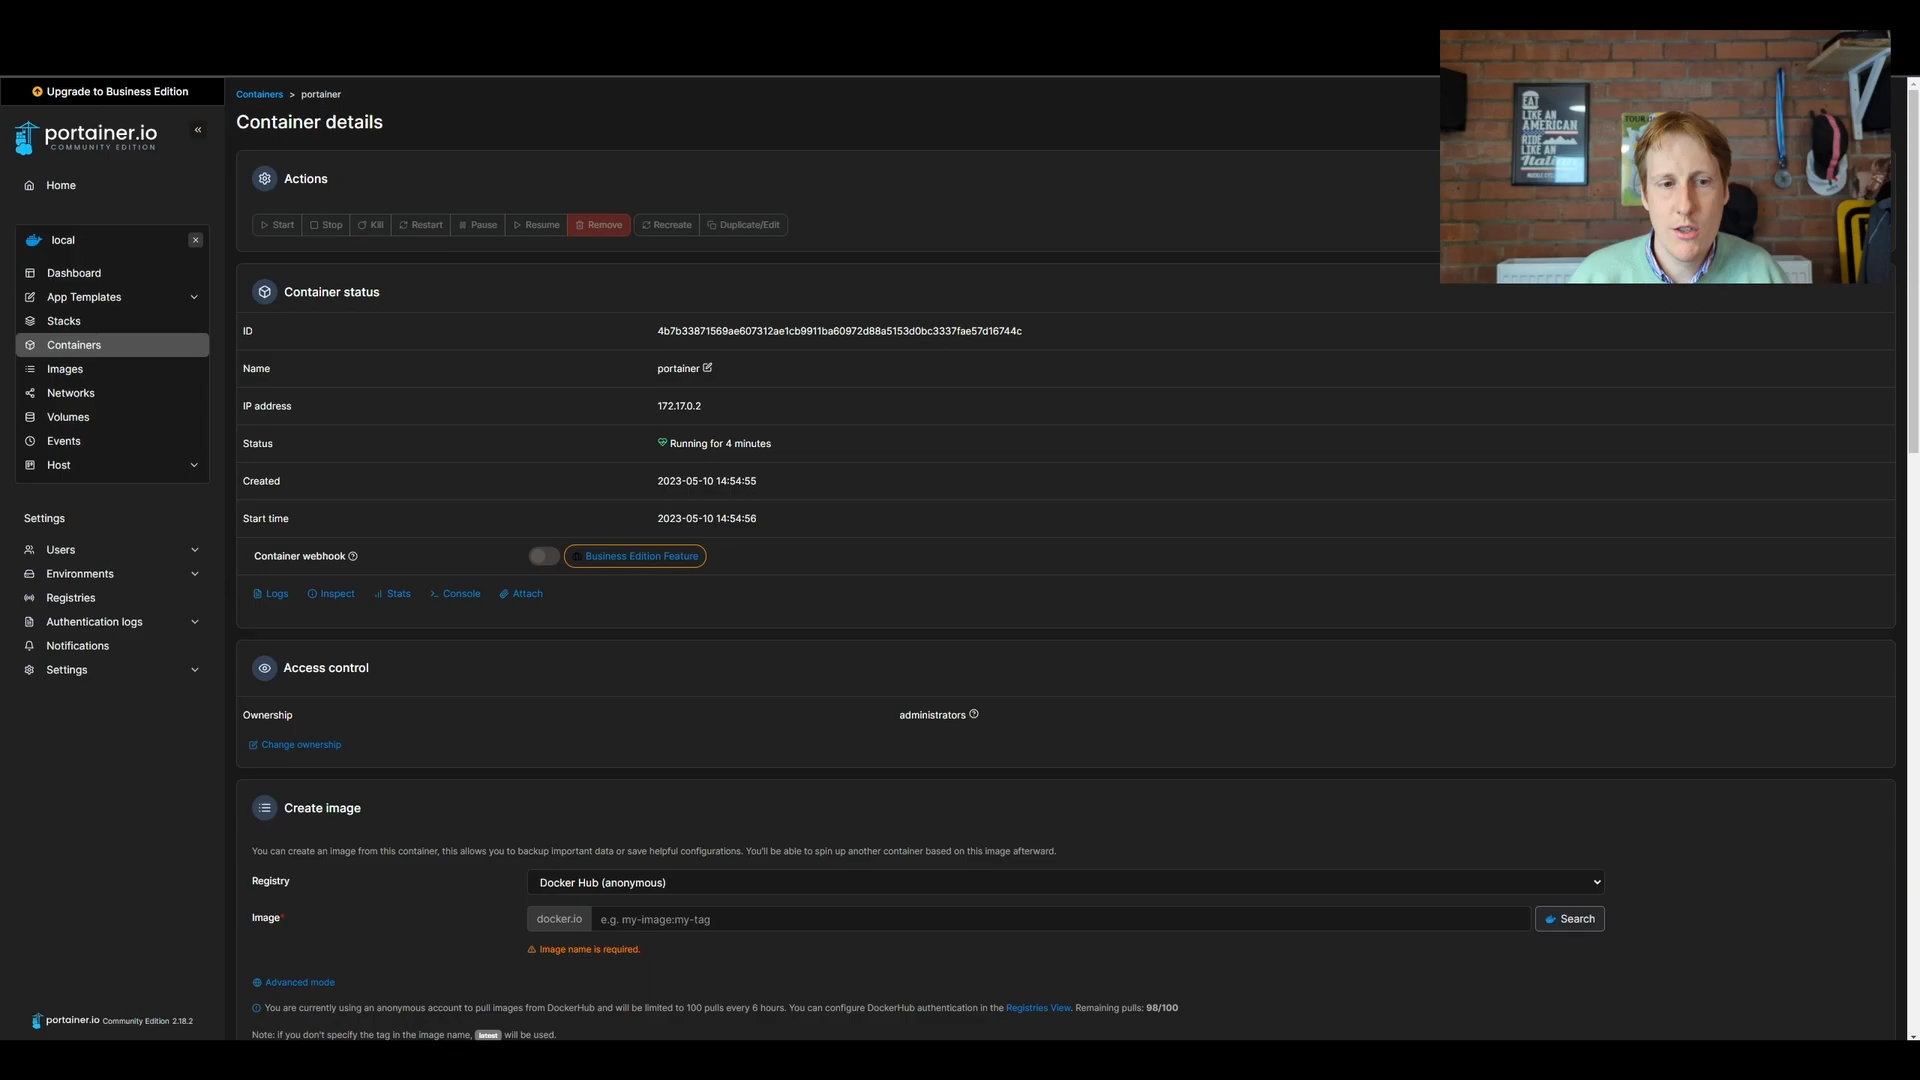 Upgrade to Business Edition
portainer.io
COMMUNITY EDITION
Home
local
Dashboard
App Templates
Stacks
Containers
Images
Networks
Volumes
Events
Host
Settings
Users
Environments
Registries
Authentication logs
Notifications
Settings
portainer.io Community Edition 2.18.2
Containers > portainer
Container details
Actions
Start Stop Kill Restart Pause Resume Remove Recreate Duplicate/Edit
Container status
ID 4b7b33871569ae607312ae1cb9911ba60972d88a5153d0bc3337fae57d16744c
Name portainer
IP address 172.17.0.2
Status Running for 4 minutes
Created 2023-05-10 14:54:55
Start time 2023-05-10 14:54:56
Container webhook Business Edition Feature
Logs Inspect Stats Console Attach
Access control
Ownership administrators
Change ownership
Create image
You can create an image from this container, this allows you to backup important data or save helpful configurations. You'll be able to spin up another container based on this image afterward.
Registry Docker Hub (anonymous)
Image* docker.io e.g. my-image:my-tag Search
Image name is required.
Advanced mode
You are currently using an anonymous account to pull images from DockerHub and will be limited to 100 pulls every 6 hours. You can configure DockerHub authentication in the Registries View. Remaining pulls: 98/100
Note: if you don't specify the tag in the image name, latest will be used.
EAT
LIKE AN
AMERICAN
RIDE
LIKE AN
Italian